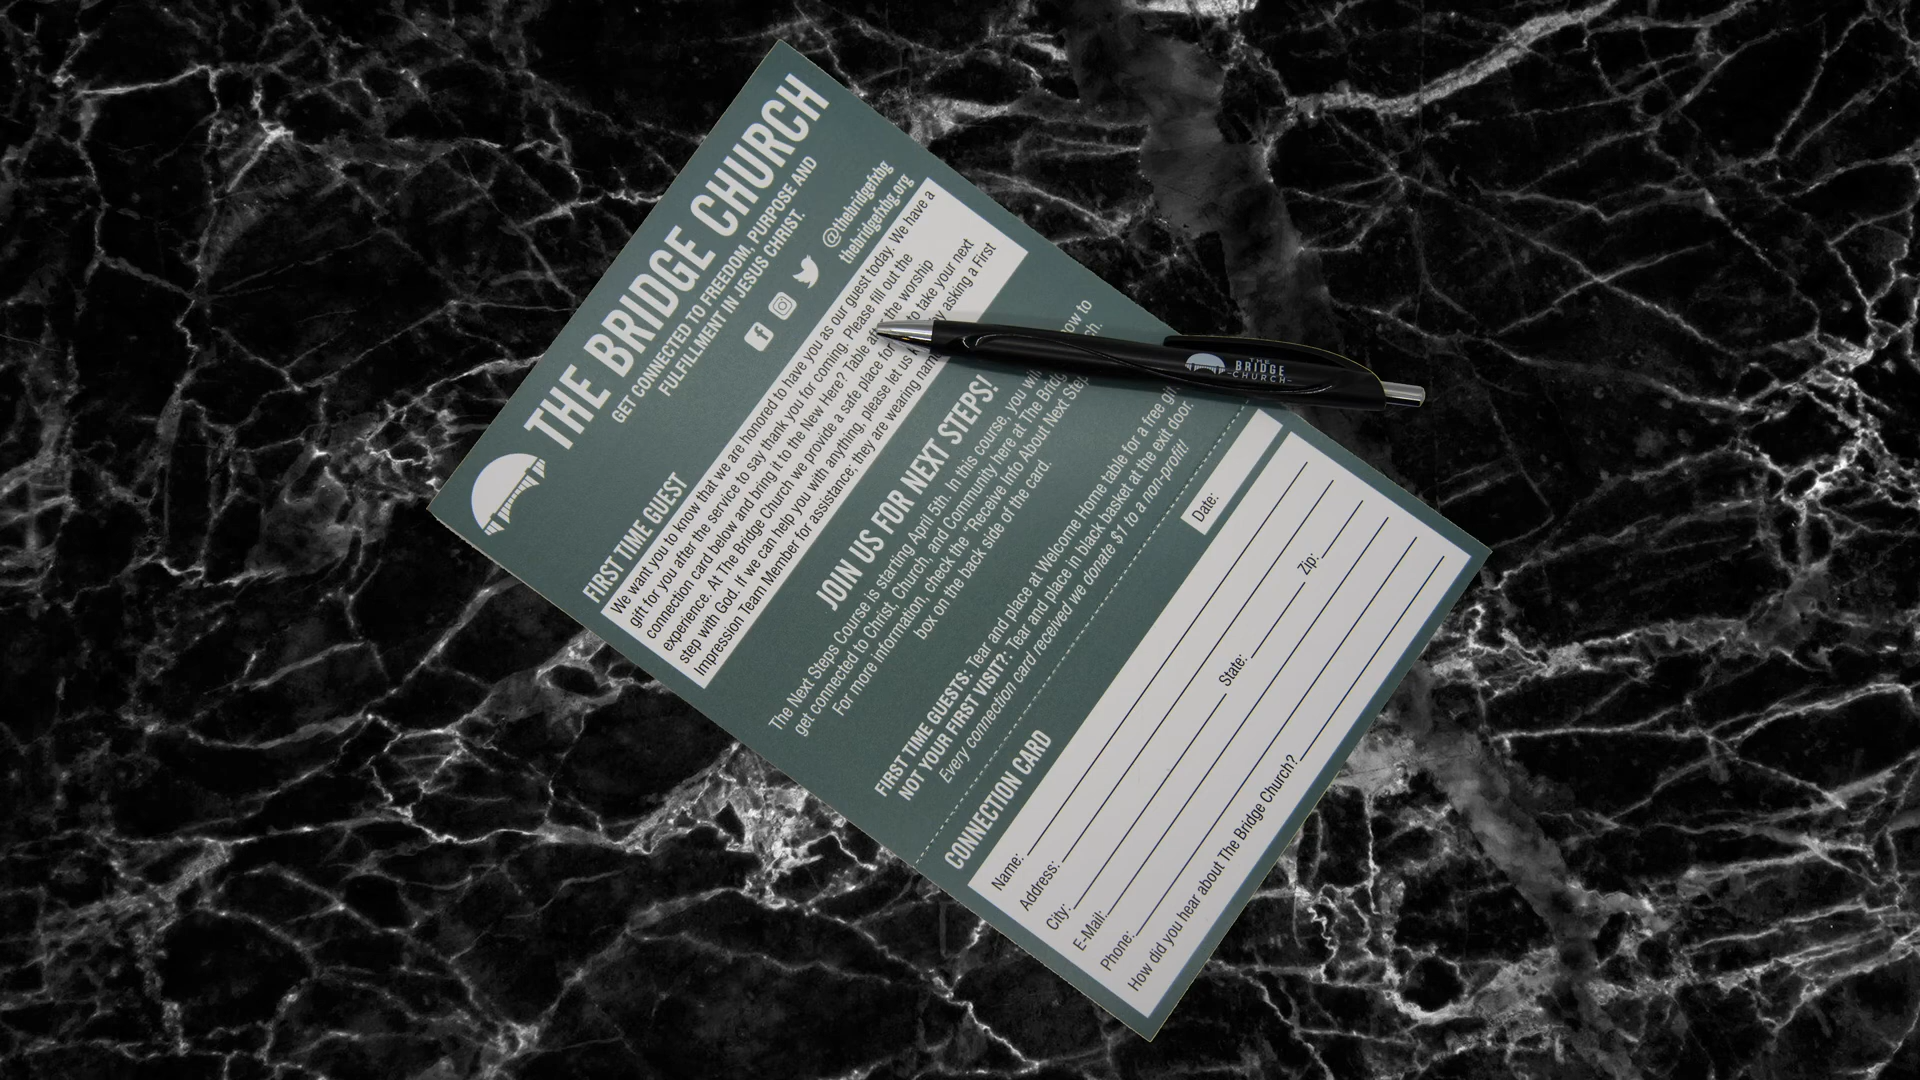 THE BRIDGE CHURCH
GET CONNECTED TO FREEDOM, PURPOSE AND
FULFILLMENT IN JESUS CHRIST.
@thebridgefxbg
thebridgefxbg.org
FIRST TIME GUEST
We want you to know that we are honored to have you as our guest today. We have a
gift for you after the service to say thank you for coming. Please fill out the
connection card below and bring it to the New Here? Table the worship
experience. At The Bridge Church we provide a safe place for to take your next
step with God. If we can help you with anything, please let us asking a First
Impression Team Member for assistance; they are wearing
JOIN US FOR NEXT STEPS!
The Next Steps Course is starting April 5th. In this course, you to
get connected to Christ, Church, and Community here at The
For more information, check the "Receive Info About Next
box on the back side of the card.
FIRST TIME GUESTS: Tear and place at Welcome Home table for a free
NOT YOUR FIRST VISIT?: Tear and place in black basket at the exit door.
Every connection card received we donate $1 to a non-profit!
CONNECTION CARD
Date:
Name:
Address:
City: State: Zip:
E-Mail:
Phone:
How did you hear about The Bridge Church?
THE
BRIDGE
-CHURCH-